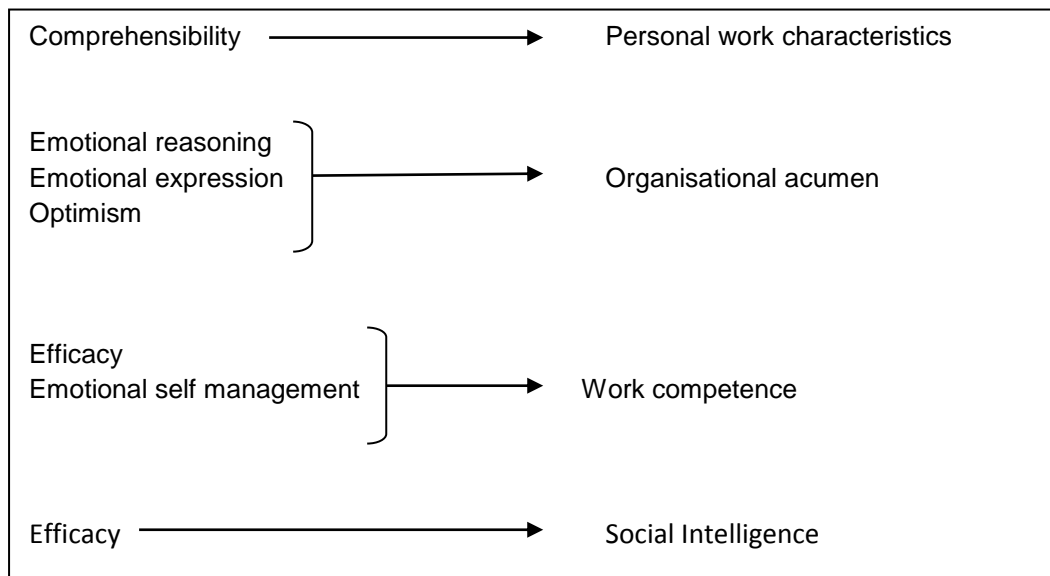 Comprehensibility Personal work characteristics
Emotional reasoning
Emotional expression Organisational acumen
Optimism
Efficacy
Emotional self management Work competence
Efficacy Social Intelligence